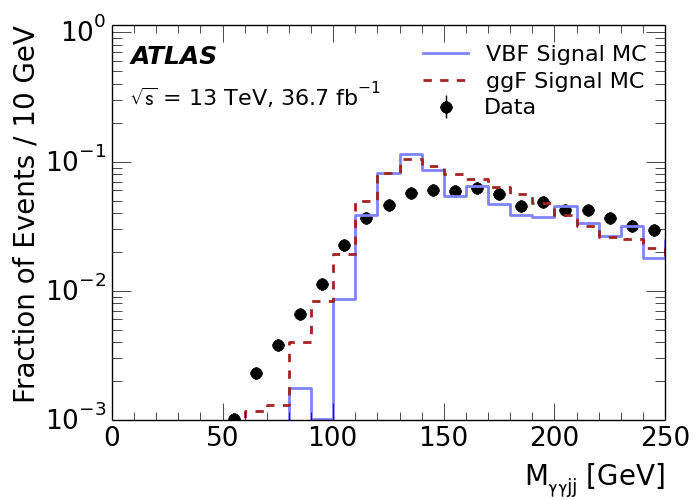 ATLAS
√s = 13 TeV, 36.7 fb⁻¹
VBF Signal MC
ggF Signal MC
Data
Fraction of Events / 10 GeV
10⁰
10⁻¹
10⁻²
10⁻³
0 50 100 150 200 250
Mγγjj [GeV]